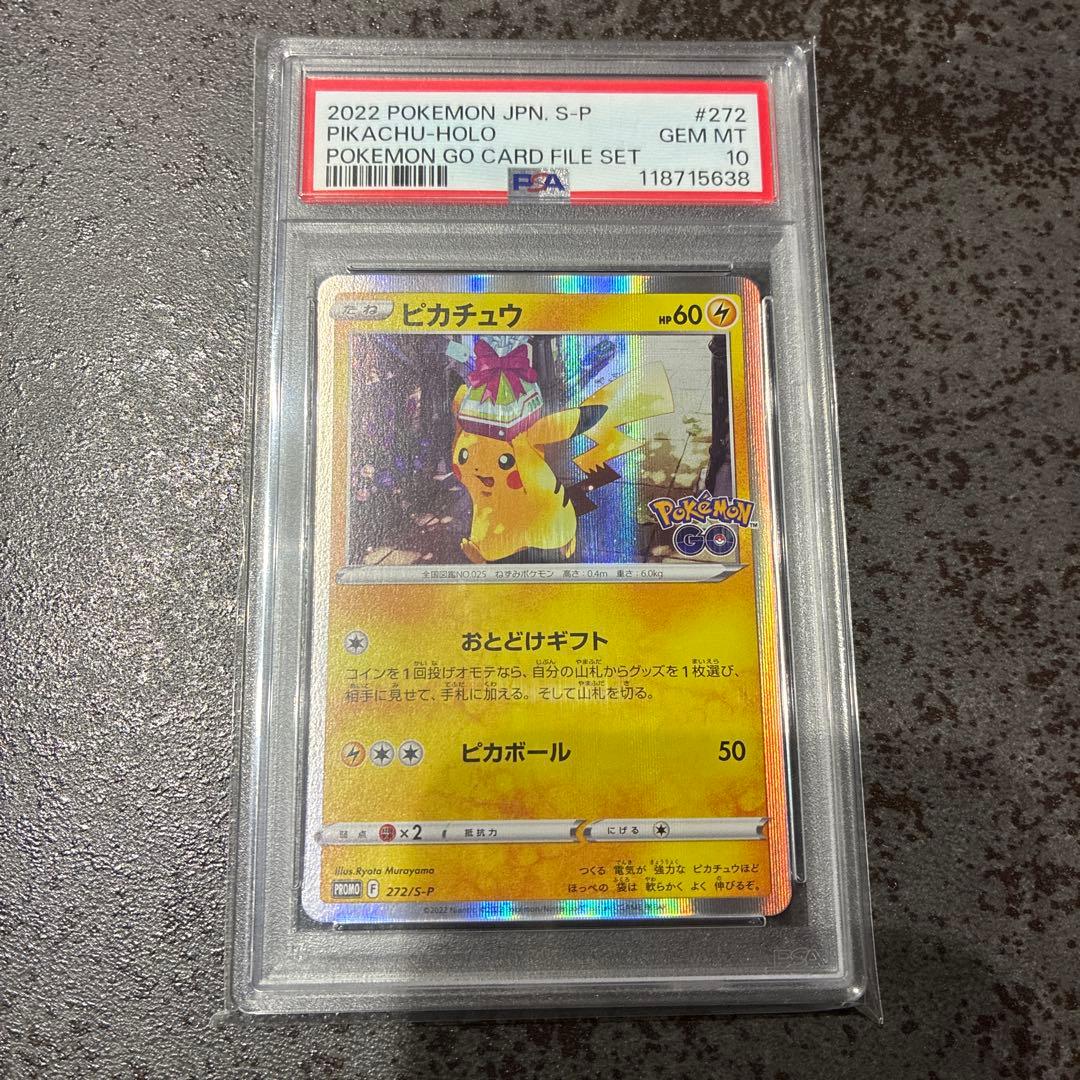 2022 POKEMON JPN. S-P #272
PIKACHU-HOLO GEM MT
POKEMON GO CARD FILE SET 10
PSA 118715638
たね ピカチュウ HP60
Pokémon GO
全国図鑑NO.025 ねずみポケモン 高さ:0.4m 重さ:6.0kg
おとどけギフト
コインを1回投げオモテなら、自分の山札からグッズを1枚選び、
相手に見せて、手札に加える。そして山札を切る。
ピカボール 50
弱点 ×2 抵抗力 にげる
Illus.Ryota Murayama
つくる 電気が 強力な ピカチュウほど
ほっぺの 袋は 軟らかく よく 伸びるぞ。
PROMO F 272/S-P
©2022
PSA